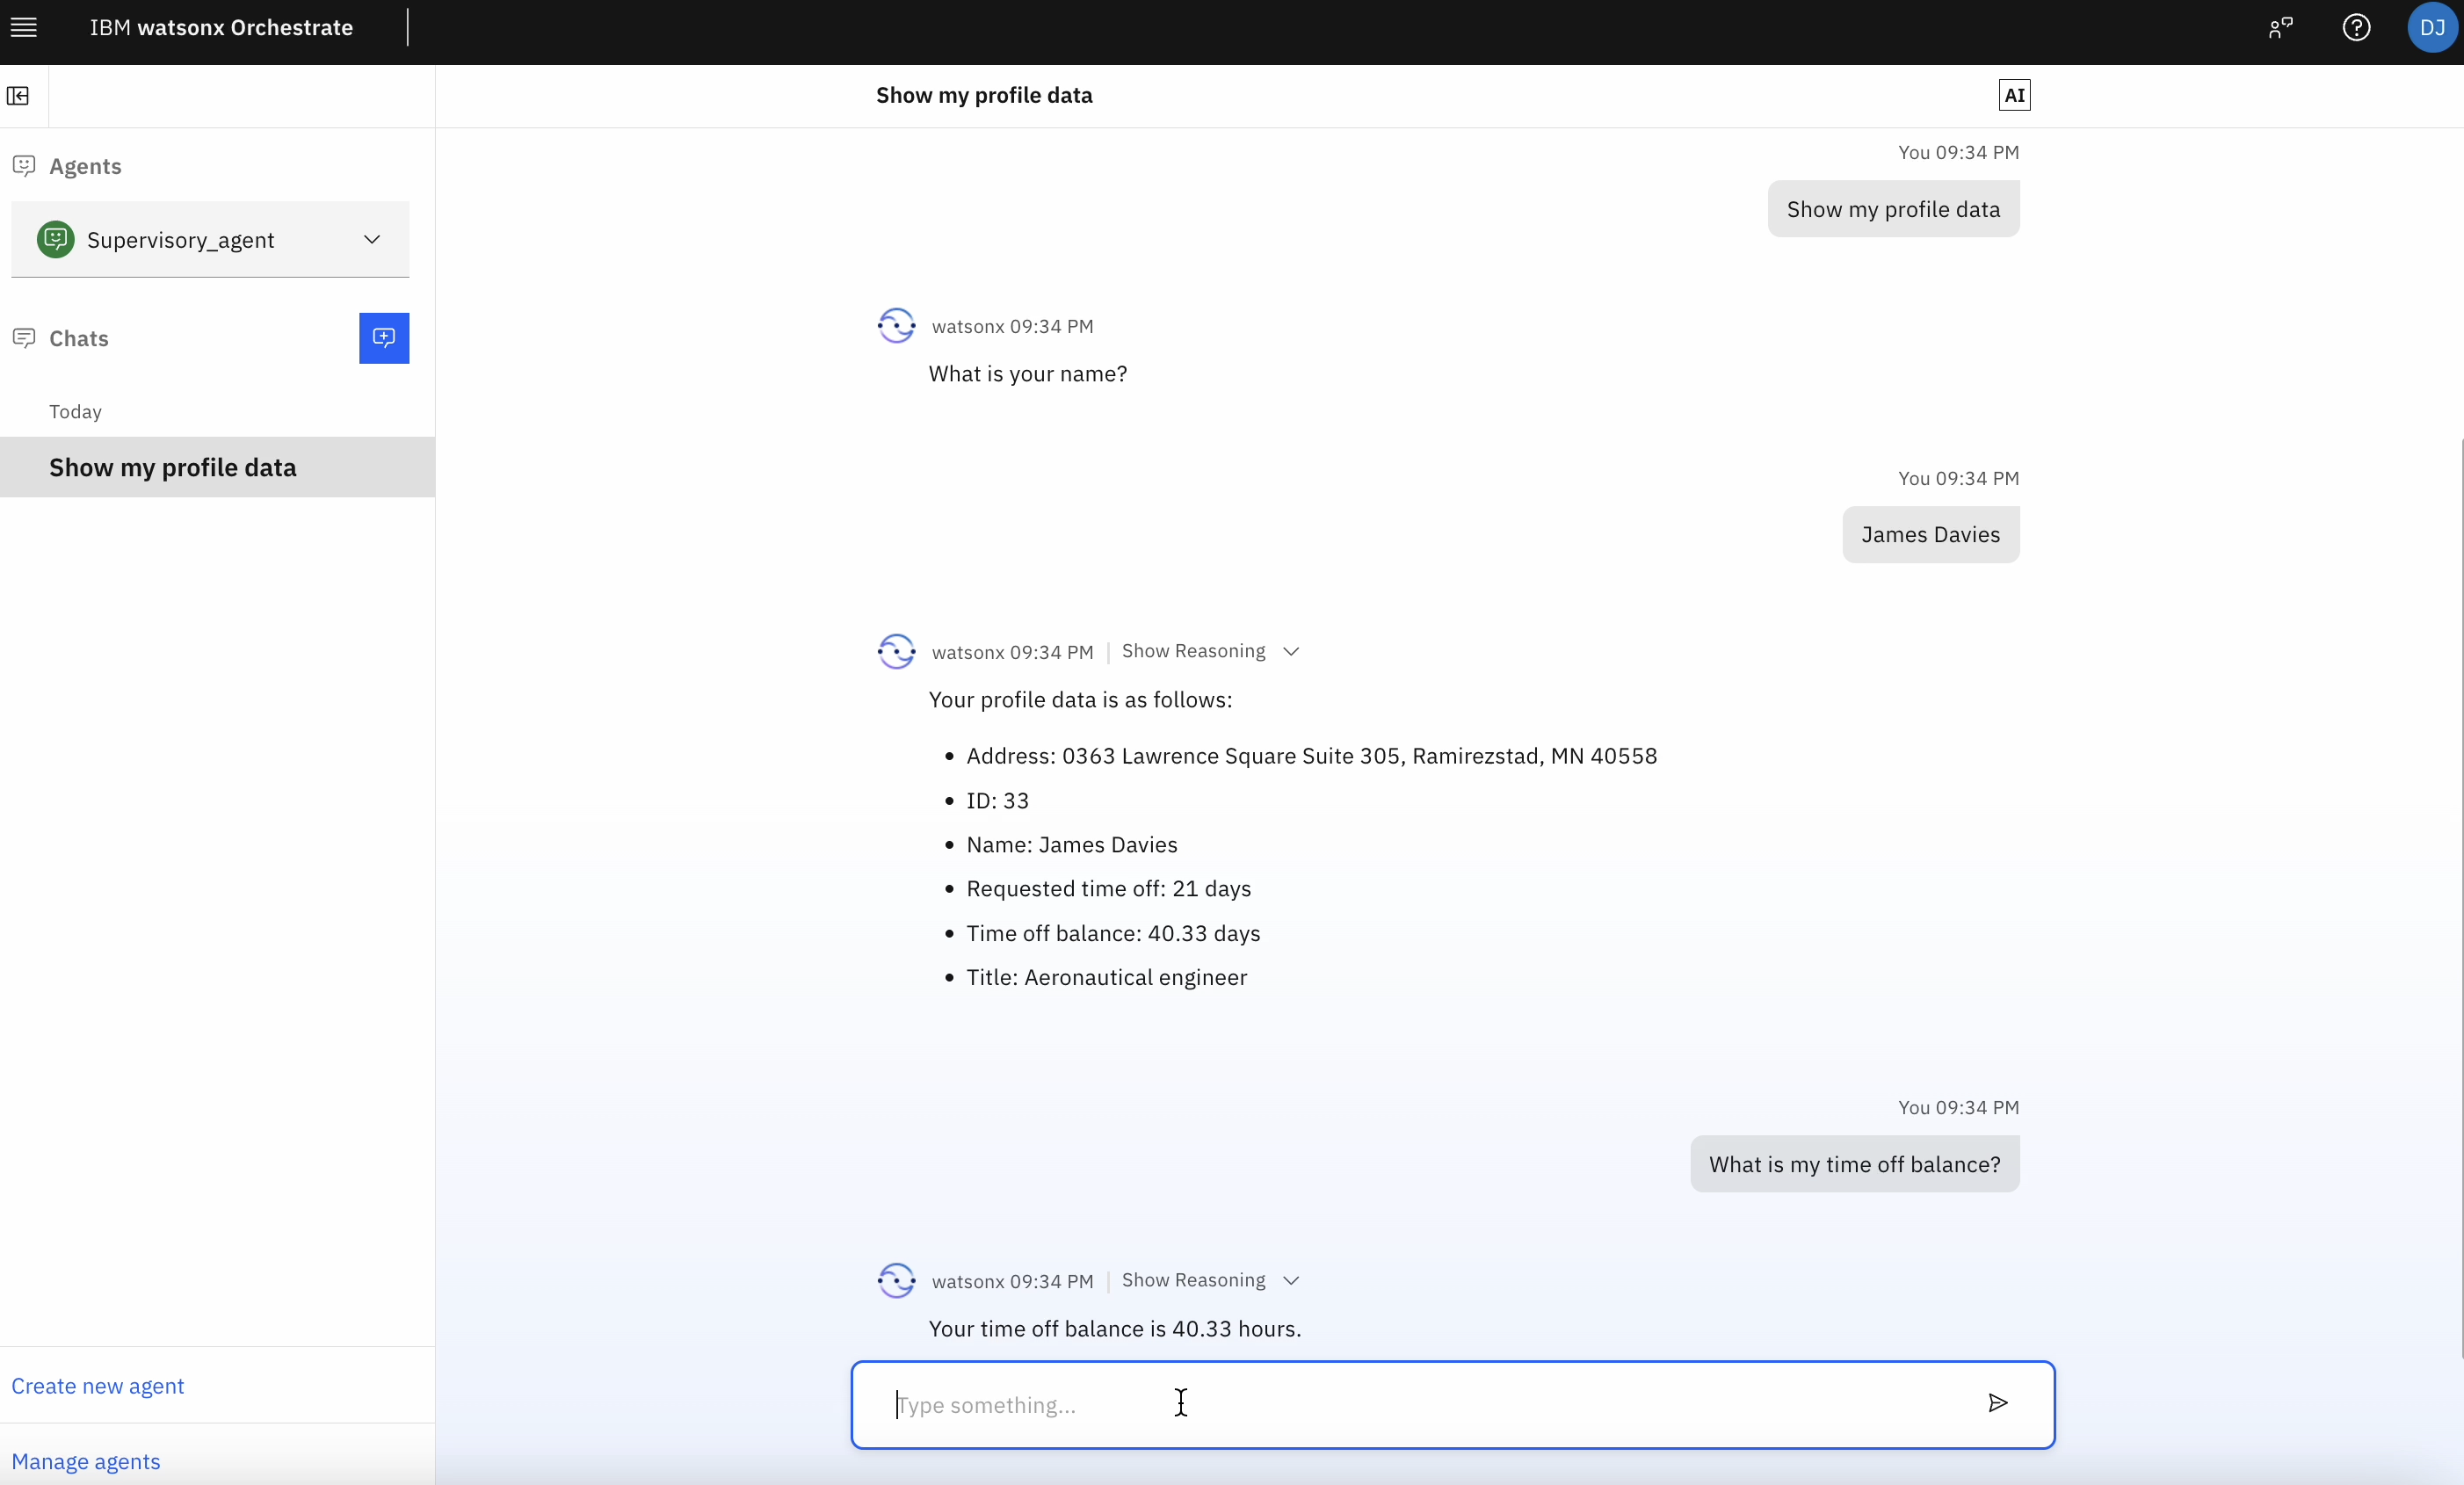 IBM watsonx Orchestrate
DJ
Show my profile data
AI
Agents
Supervisory_agent
Chats
Today
Show my profile data
Create new agent
Manage agents
You 09:34 PM
Show my profile data
watsonx 09:34 PM
What is your name?
You 09:34 PM
James Davies
watsonx 09:34 PM | Show Reasoning
Your profile data is as follows:
• Address: 0363 Lawrence Square Suite 305, Ramirezstad, MN 40558
• ID: 33
• Name: James Davies
• Requested time off: 21 days
• Time off balance: 40.33 days
• Title: Aeronautical engineer
You 09:34 PM
What is my time off balance?
watsonx 09:34 PM | Show Reasoning
Your time off balance is 40.33 hours.
Type something...